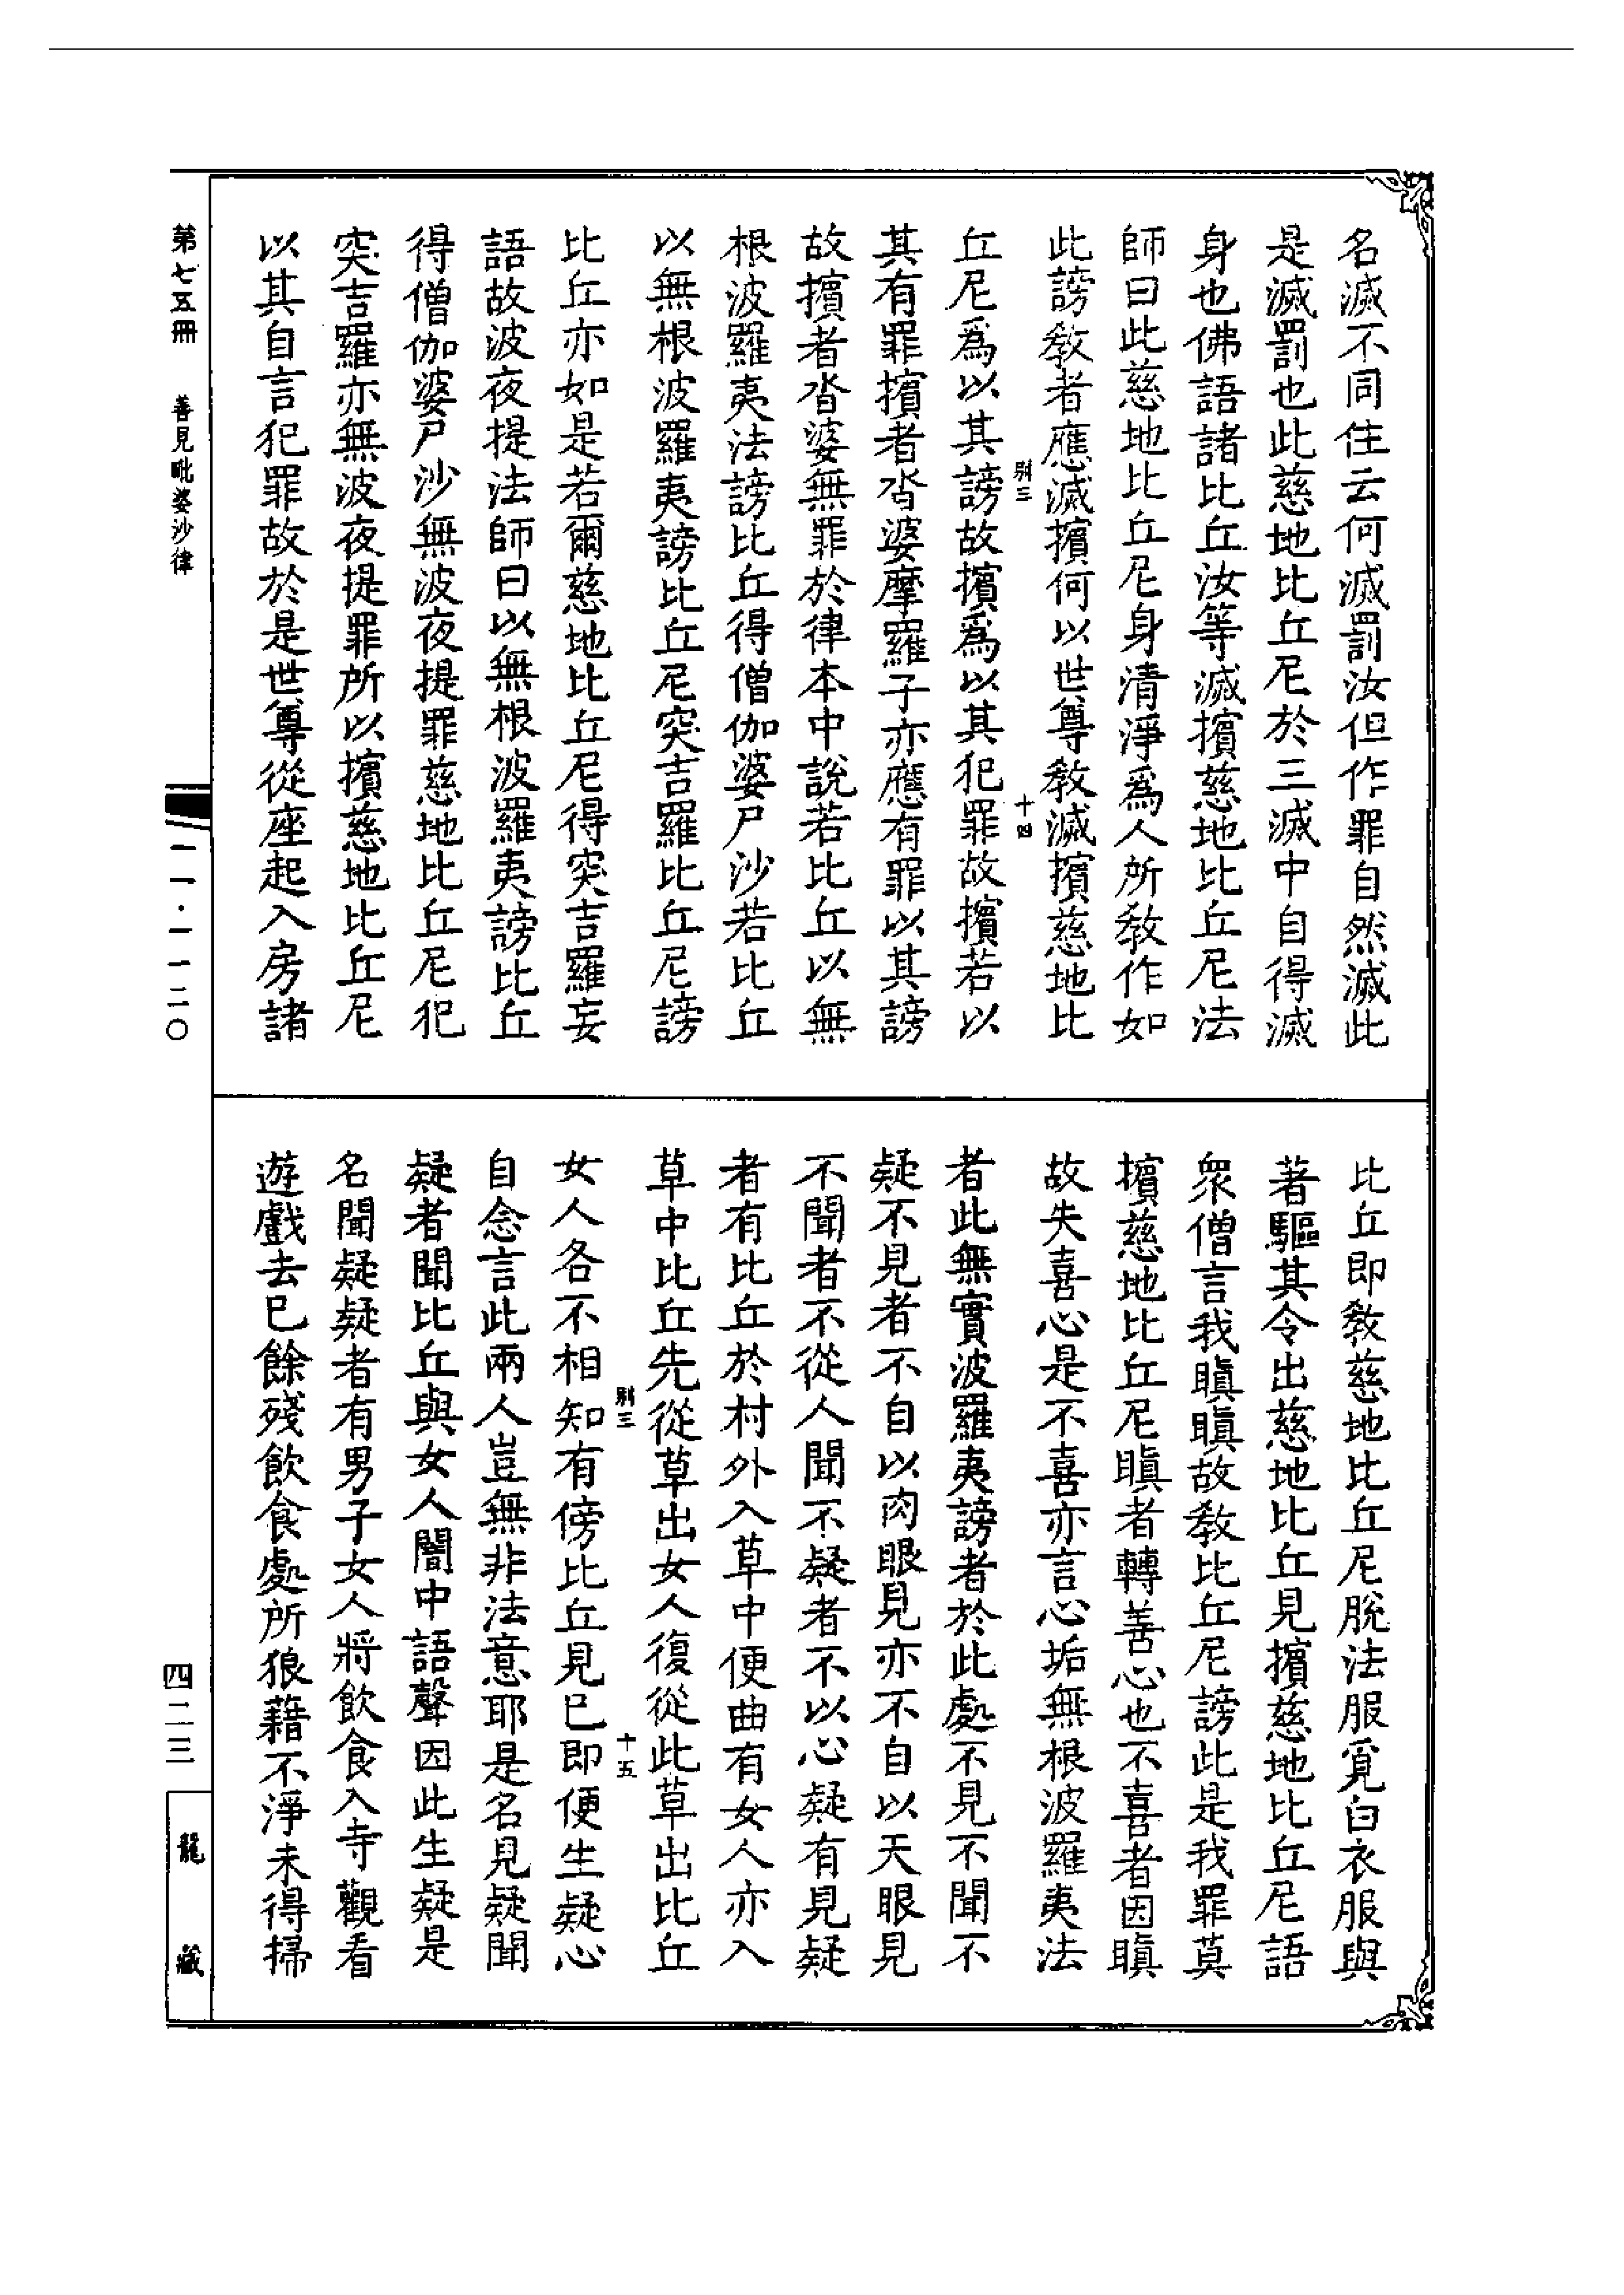 名滅不同住云何滅罰汝但作罪自然滅此
是滅罰也此慈地比丘尼於三滅中自得滅
身也佛語諸比丘汝等滅擯慈地比丘尼法
師曰此慈地比丘尼身清淨爲人所教作如
此謗教者應滅擯何以世尊教滅擯慈地比
別三
十四
丘尼爲以其謗故擯爲以其犯罪故擯若以
其有罪擯者沓婆摩羅子亦應有罪以其謗
故擯者沓婆無罪於律本中說若比丘以無
根波羅夷法謗比丘得僧伽婆尸沙若比丘
以無根波羅夷謗比丘尼突吉羅比丘尼謗
比丘亦如是若爾慈地比丘尼得突吉羅妄
語故波夜提法師曰以無根波羅夷謗比丘
得僧伽婆尸沙無波夜提罪慈地比丘尼犯
突吉羅亦無波夜提罪所以擯慈地比丘尼
以其自言犯罪故於是世尊從座起入房諸
比丘即教慈地比丘尼脫法服覓白衣服與
著驅其令出慈地比丘見擯慈地比丘尼語
眾僧言我瞋瞋故教比丘尼謗此是我罪莫
擯慈地比丘尼瞋者轉善心也不喜者因瞋
故失喜心是不喜亦言心垢無根波羅夷法
者此無實波羅夷謗者於此處不見不聞不
疑不見者不自以肉眼見亦不自以天眼見
不聞者不從人聞不疑者不以心疑有見疑
者有比丘於村外入草中便曲有女人亦入
草中比丘先從草出女人復從此草出比丘
別三
十五
女人各不相知有傍比丘見已即便生疑心
自念言此兩人豈無非法意耶是名見疑聞
疑者聞比丘與女人闇中語聲因此生疑是
名聞疑疑者有男子女人將飲食入寺觀看
遊戲去已餘殘飲食處所狼藉不淨未得掃
第七五冊　善見毗婆沙律
一一·一一二〇
四二三
龍藏